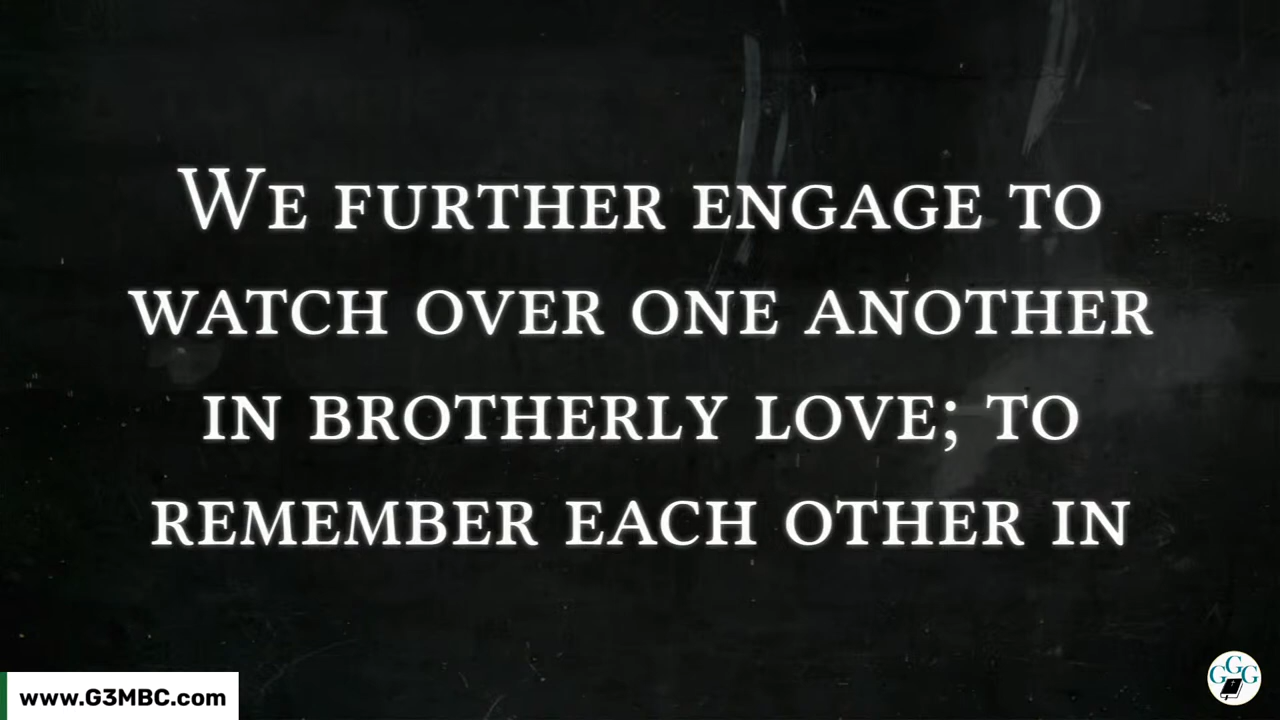 We further engage to
watch over one another
in brotherly love; to
remember each other in
www.G3MBC.com
GGG